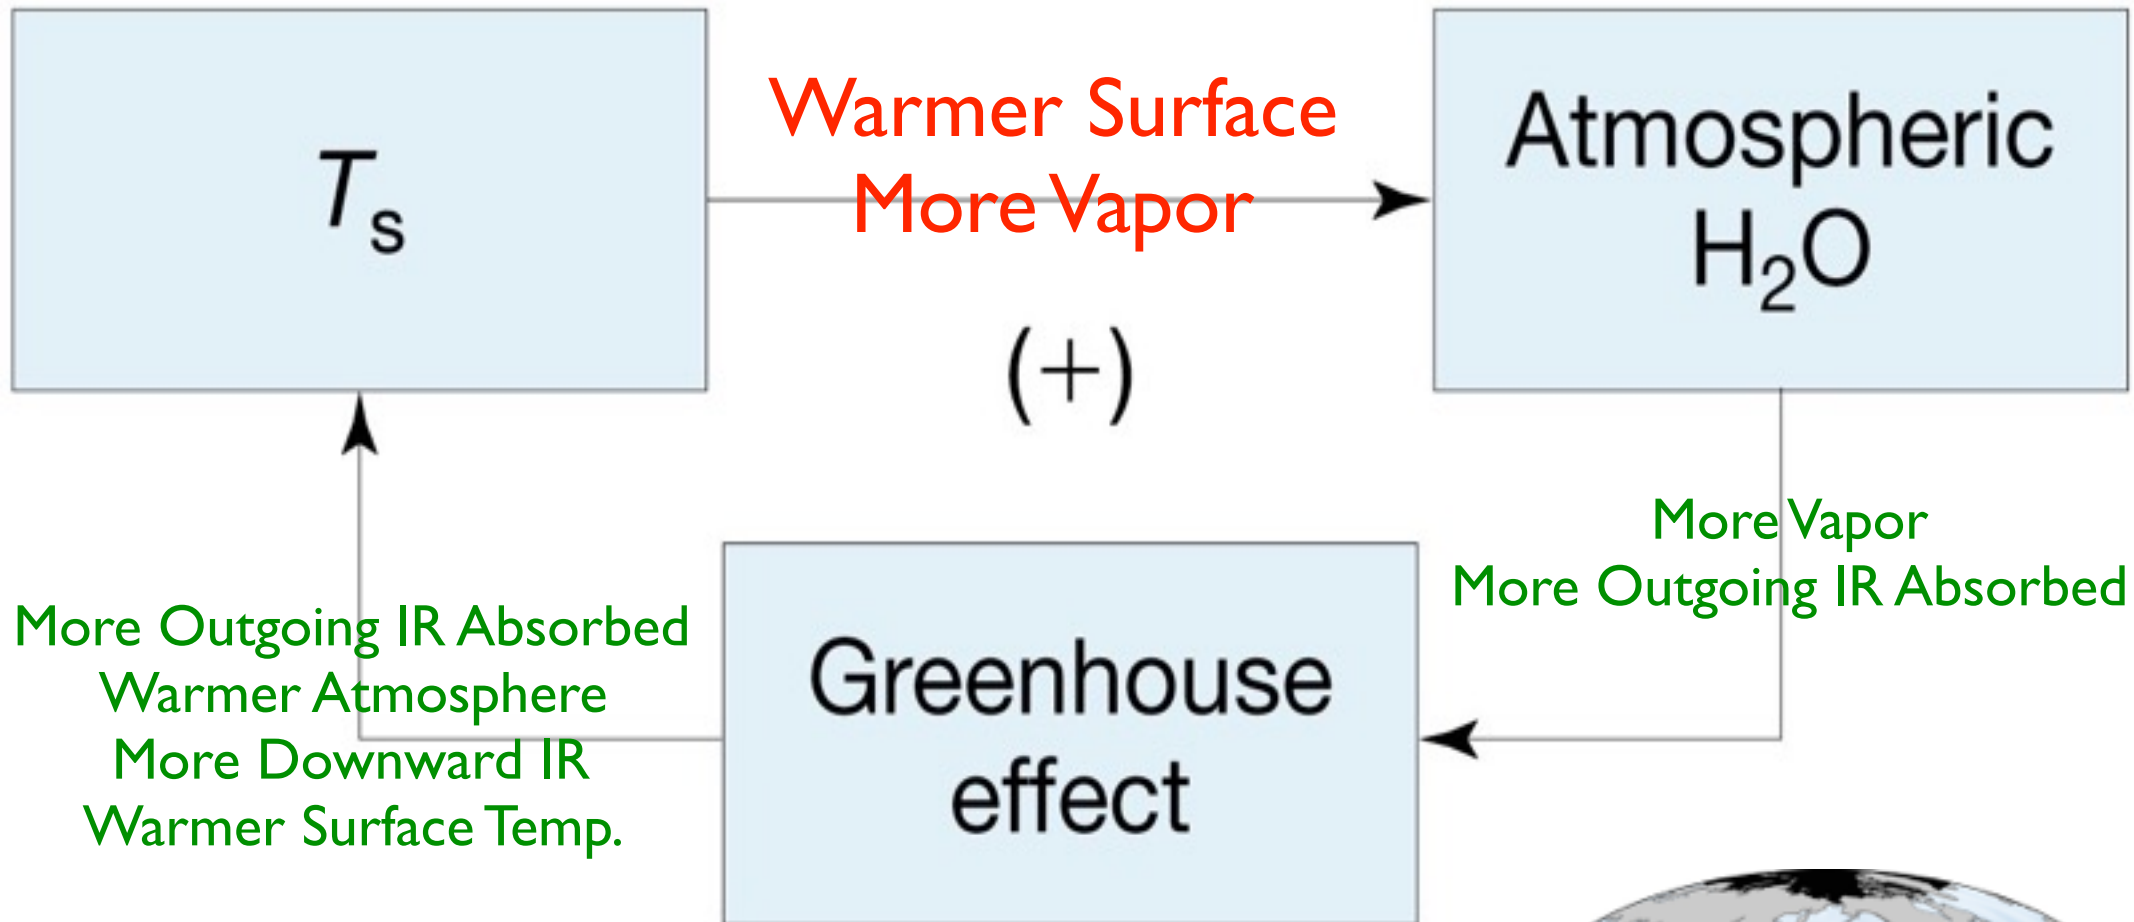 T_s
Warmer Surface
More Vapor
Atmospheric
H₂O
(+)
More Vapor
More Outgoing IR Absorbed
More Outgoing IR Absorbed
Warmer Atmosphere
More Downward IR
Warmer Surface Temp.
Greenhouse
effect